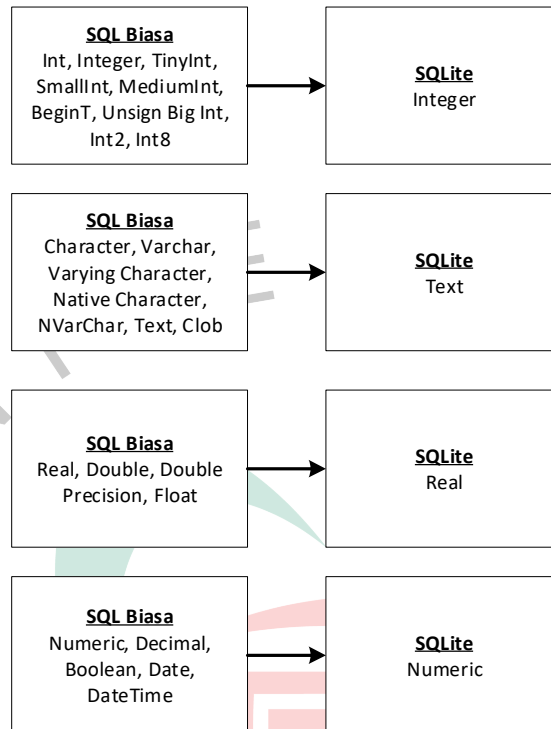 SQL Biasa
Int, Integer, TinyInt,
SmallInt, MediumInt,
BeginT, Unsign Big Int,
Int2, Int8
SQLite
Integer
SQL Biasa
Character, Varchar,
Varying Character,
Native Character,
NVarChar, Text, Clob
SQLite
Text
SQL Biasa
Real, Double, Double
Precision, Float
SQLite
Real
SQL Biasa
Numeric, Decimal,
Boolean, Date,
DateTime
SQLite
Numeric